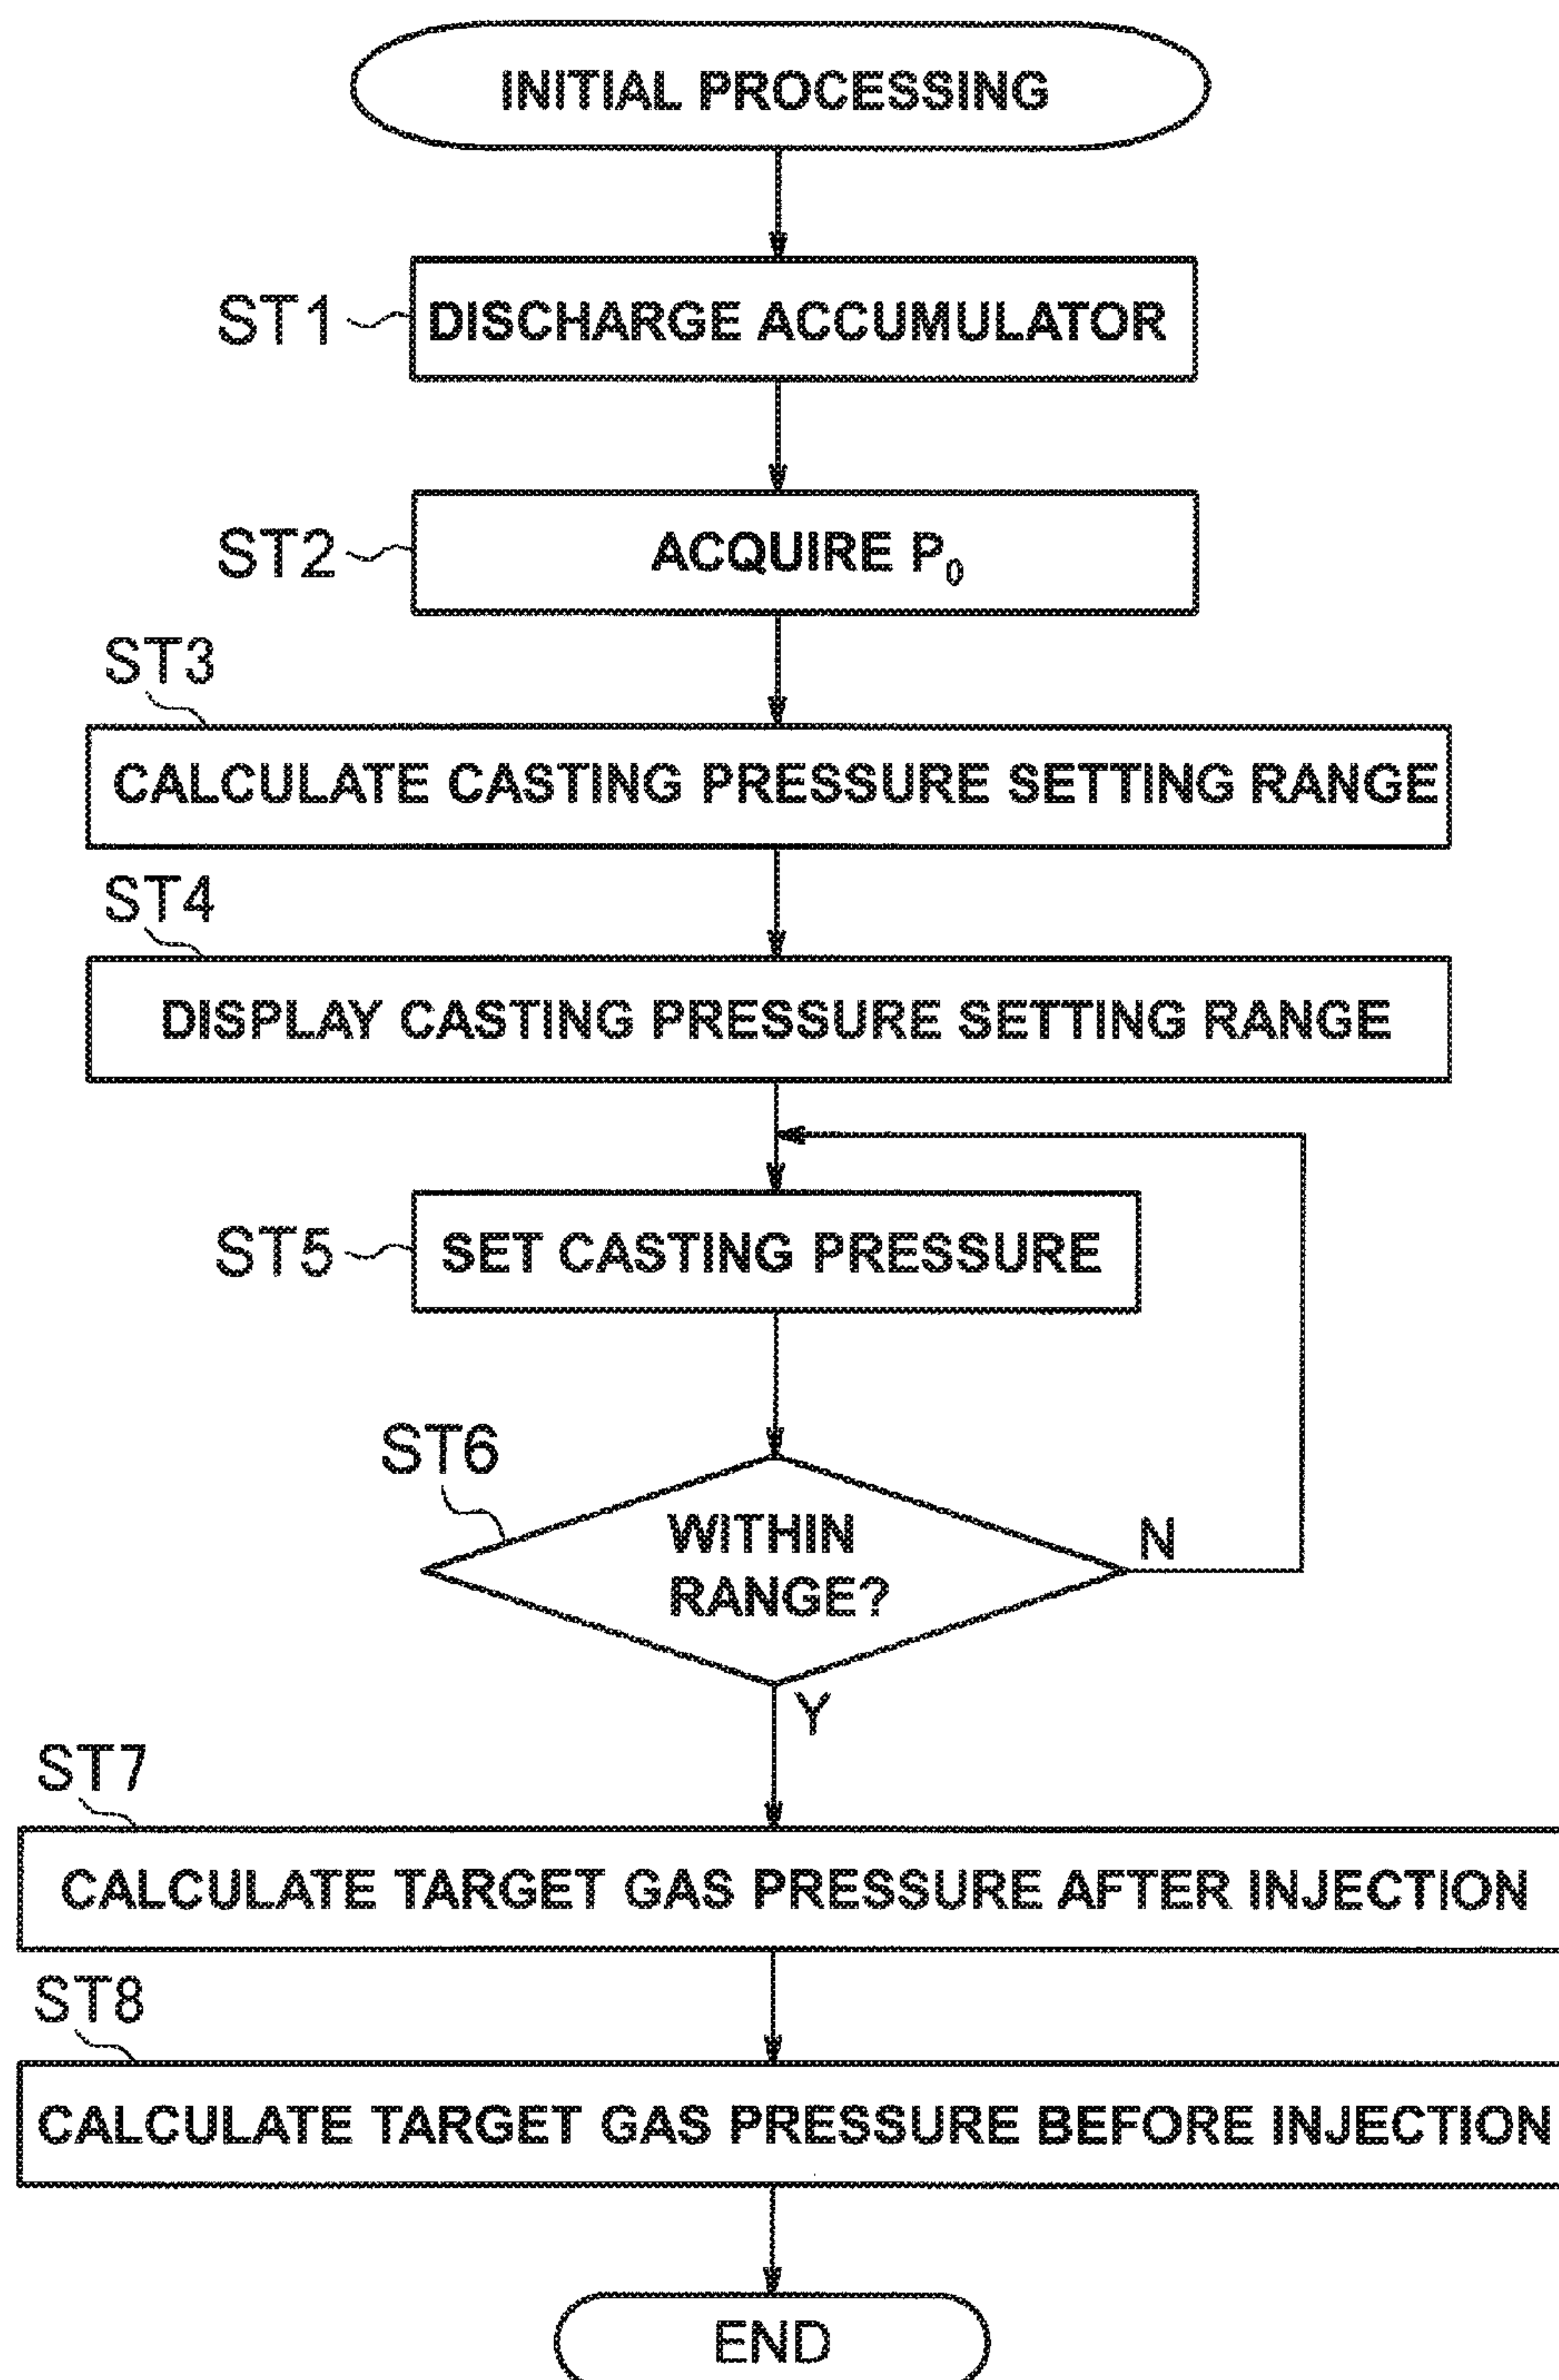 INITIAL PROCESSING
ST1
DISCHARGE ACCUMULATOR
ST2
ACQUIRE P₀
ST3
CALCULATE CASTING PRESSURE SETTING RANGE
ST4
DISPLAY CASTING PRESSURE SETTING RANGE
ST5
SET CASTING PRESSURE
ST6
WITHIN
RANGE?
N
Y
ST7
CALCULATE TARGET GAS PRESSURE AFTER INJECTION
ST8
CALCULATE TARGET GAS PRESSURE BEFORE INJECTION
END